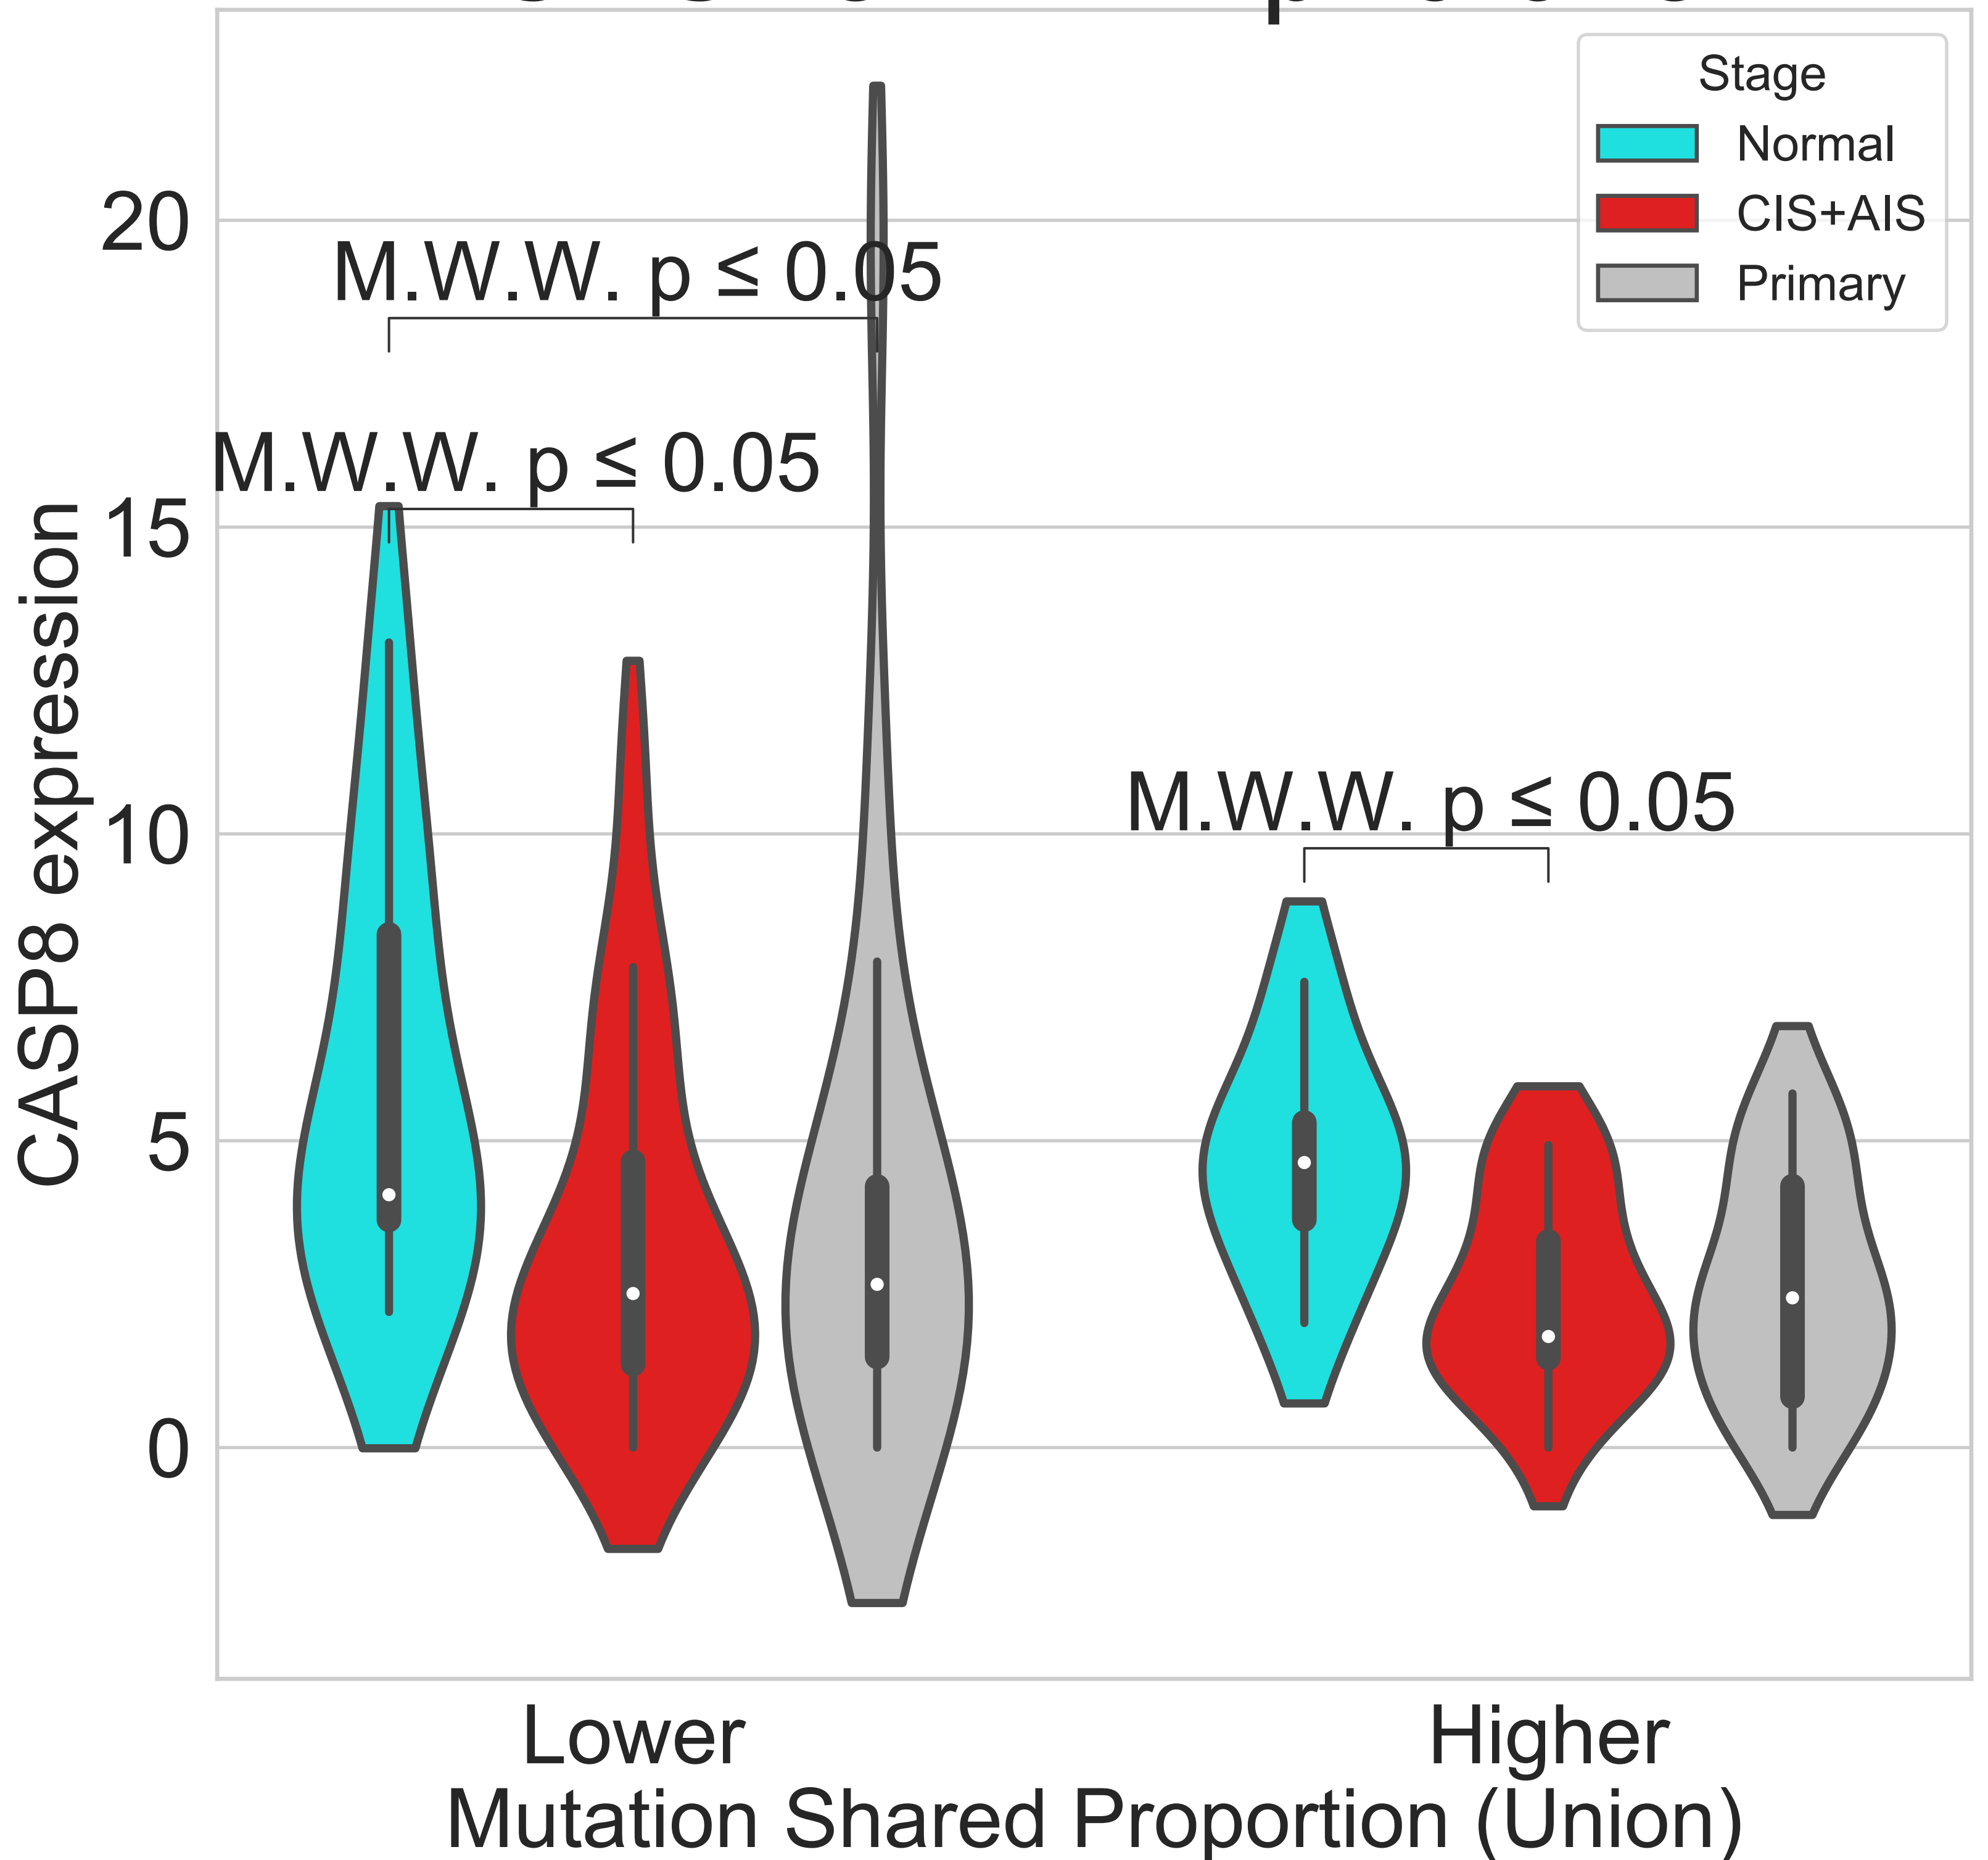 Stage
Normal
CIS+AIS
Primary
20
M.W.W. p ≤ 0.05
M.W.W. p ≤ 0.05
15
M.W.W. p ≤ 0.05
10
5
0
CASP8 expression
Lower
Higher
Mutation Shared Proportion (Union)